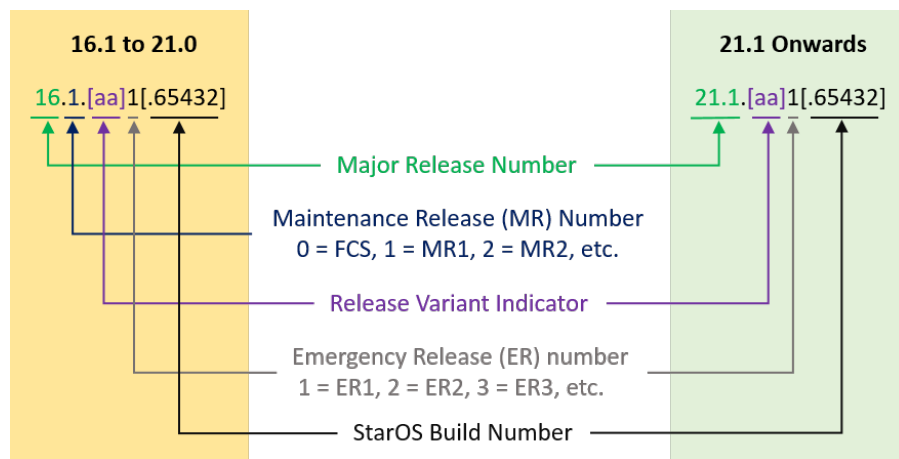 16.1 to 21.0
21.1 Onwards
16.1.[aa]1[.65432]
21.1.[aa]1[.65432]
Major Release Number
Maintenance Release (MR) Number
0 = FCS, 1 = MR1, 2 = MR2, etc.
Release Variant Indicator
Emergency Release (ER) number
1 = ER1, 2 = ER2, 3 = ER3, etc.
StarOS Build Number